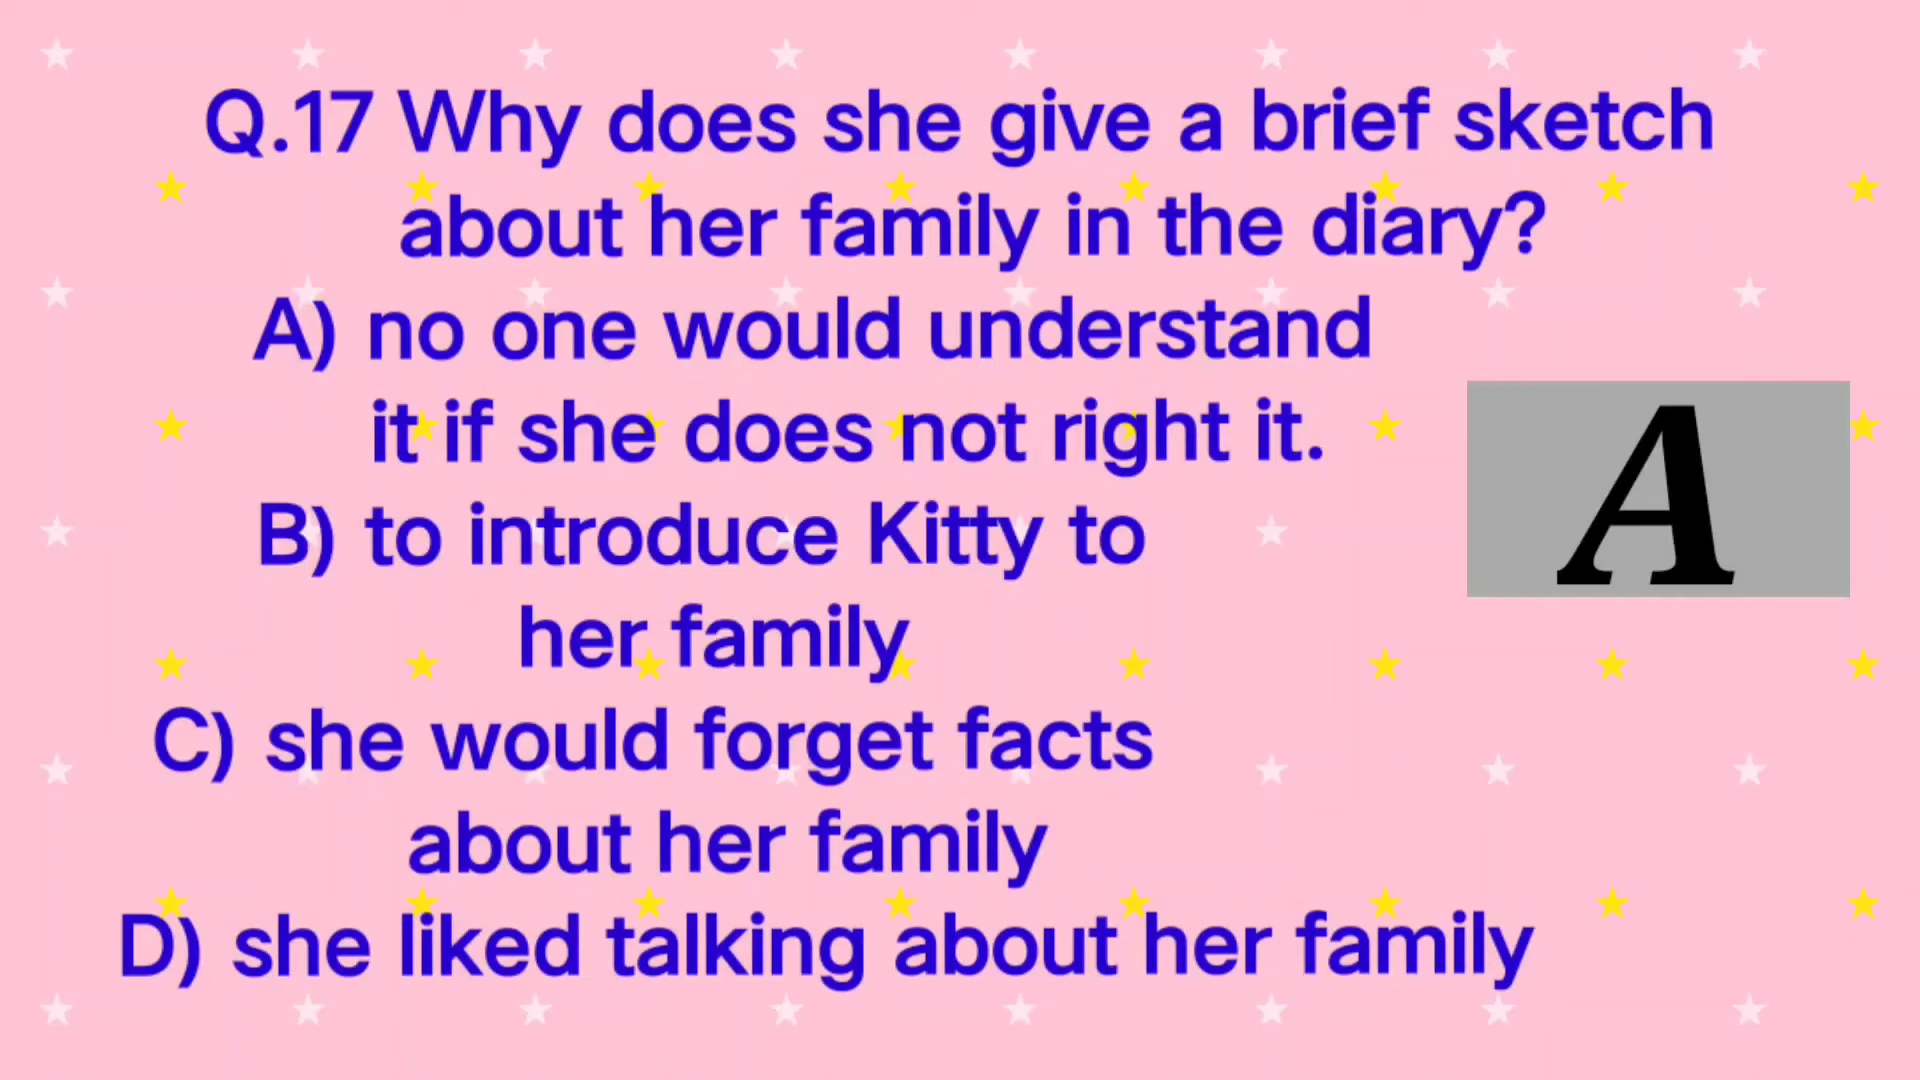 Q.17 Why does she give a brief sketch
about her family in the diary?
A) no one would understand
it if she does not right it.
B) to introduce Kitty to
her family
C) she would forget facts
about her family
D) she liked talking about her family
A